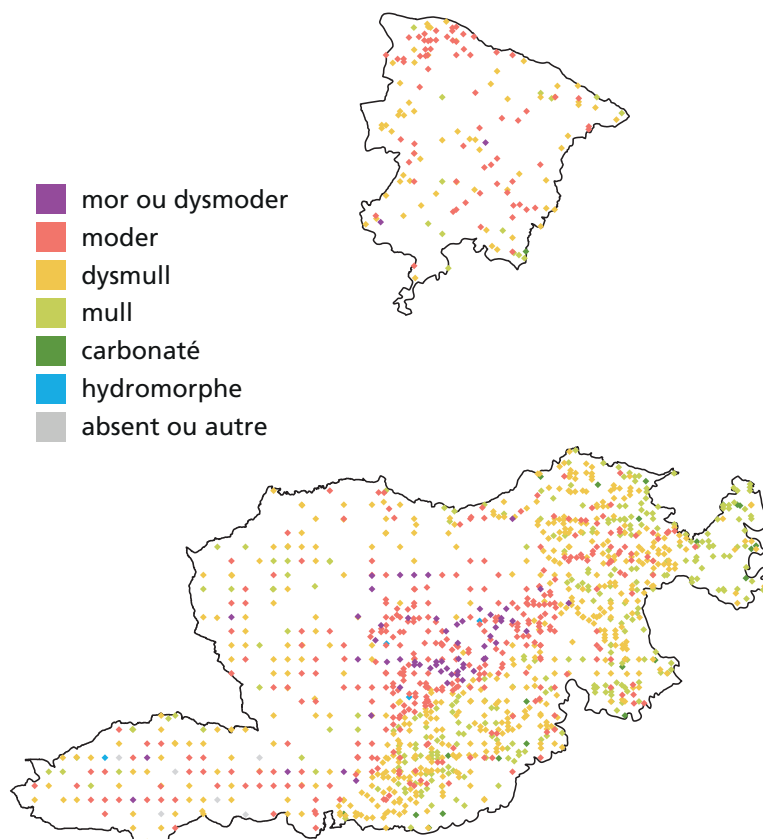 mor ou dysmoder
moder
dysmull
mull
carbonaté
hydromorphe
absent ou autre